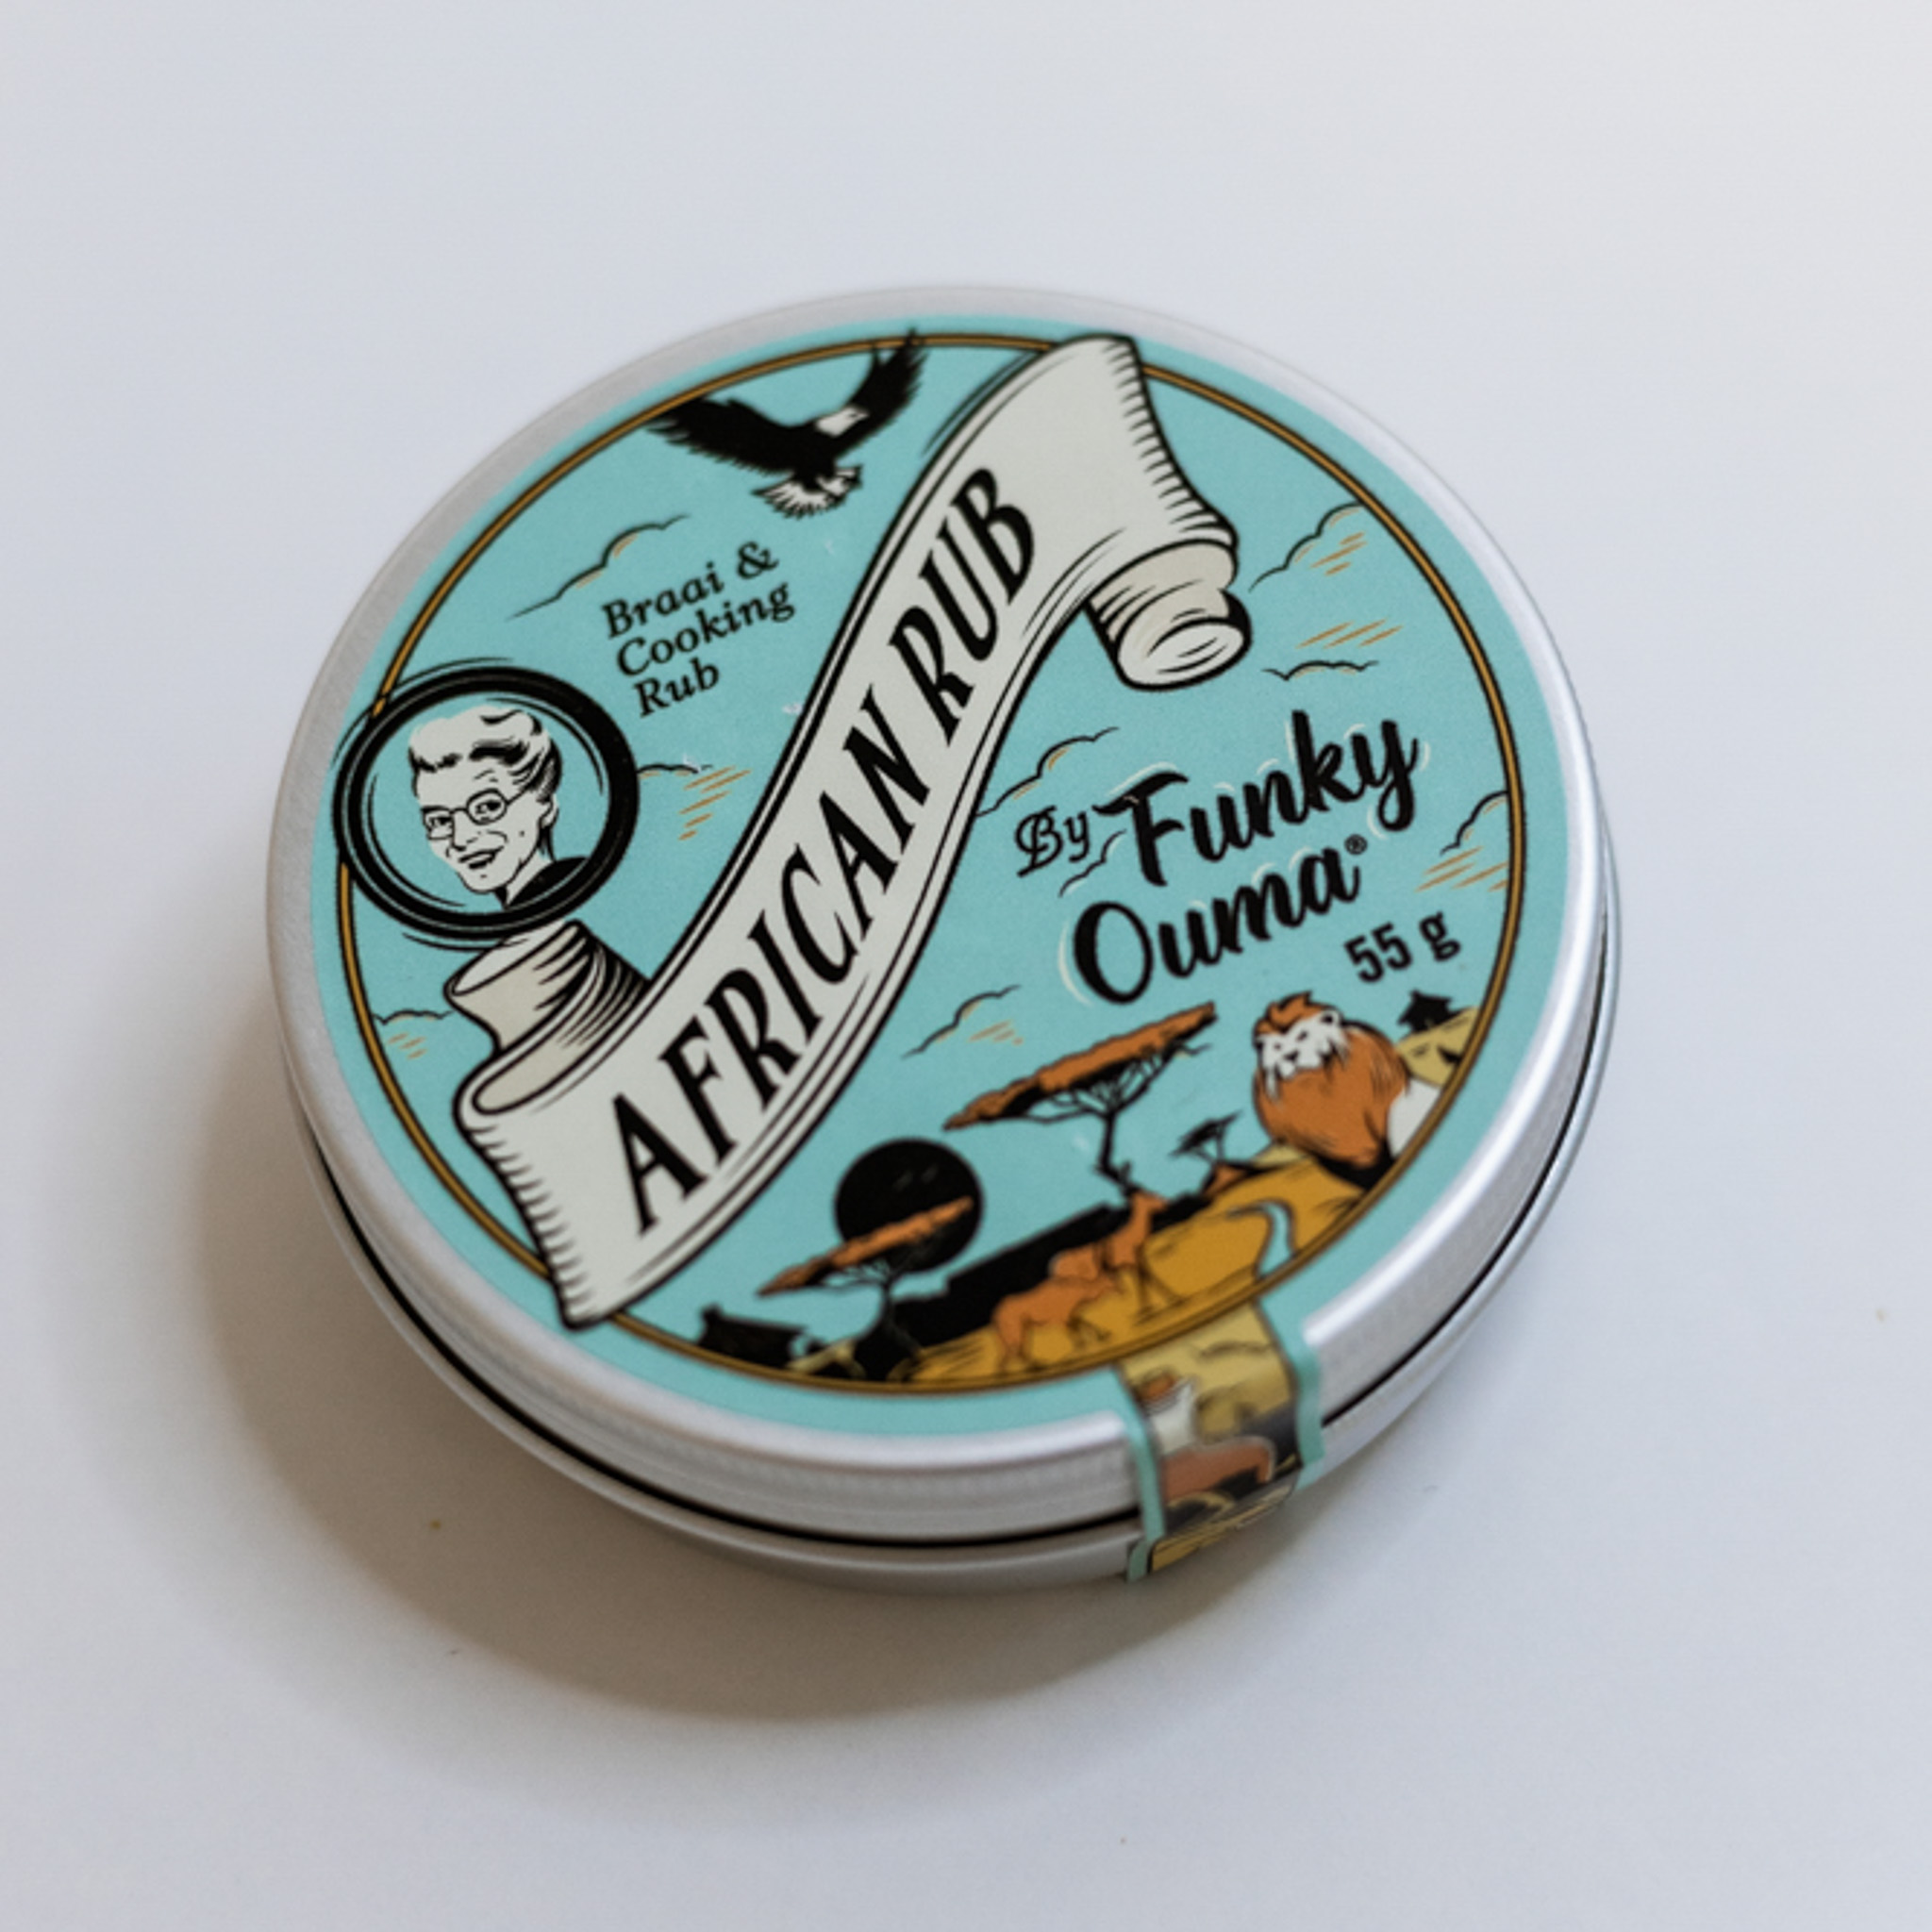 Braai &
Cooking
Rub
AFRICAN RUB
By Funky
Ouma®
55 g